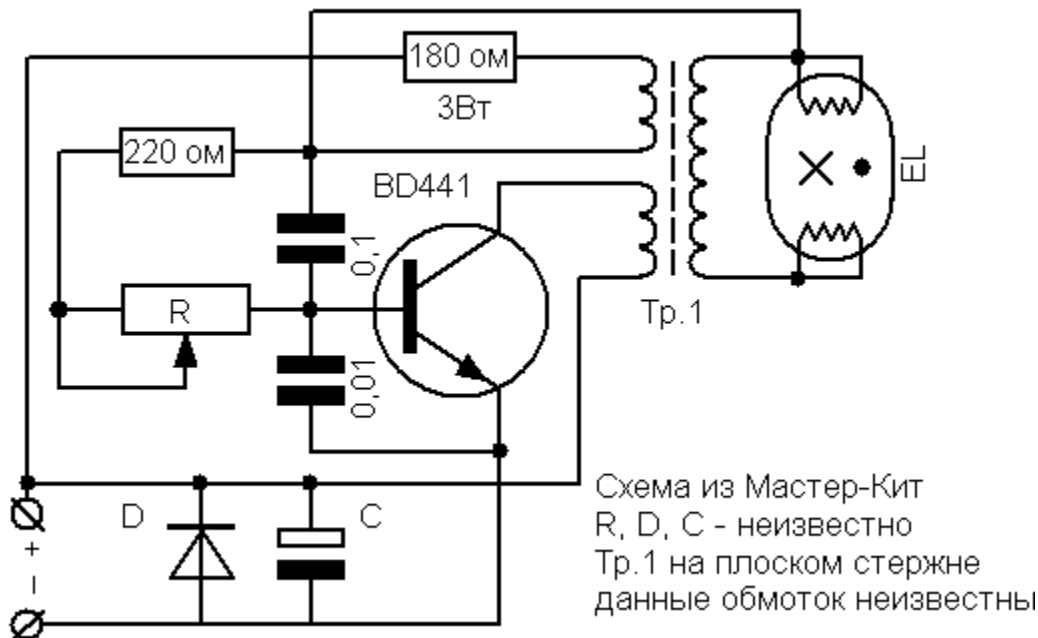 180 ом
3Вт
220 ом
BD441
0,1
R
0,01
Тр.1
EL
D
C
+
–
Схема из Мастер-Кит
R, D, C - неизвестно
Тр.1 на плоском стержне
данные обмоток неизвестны